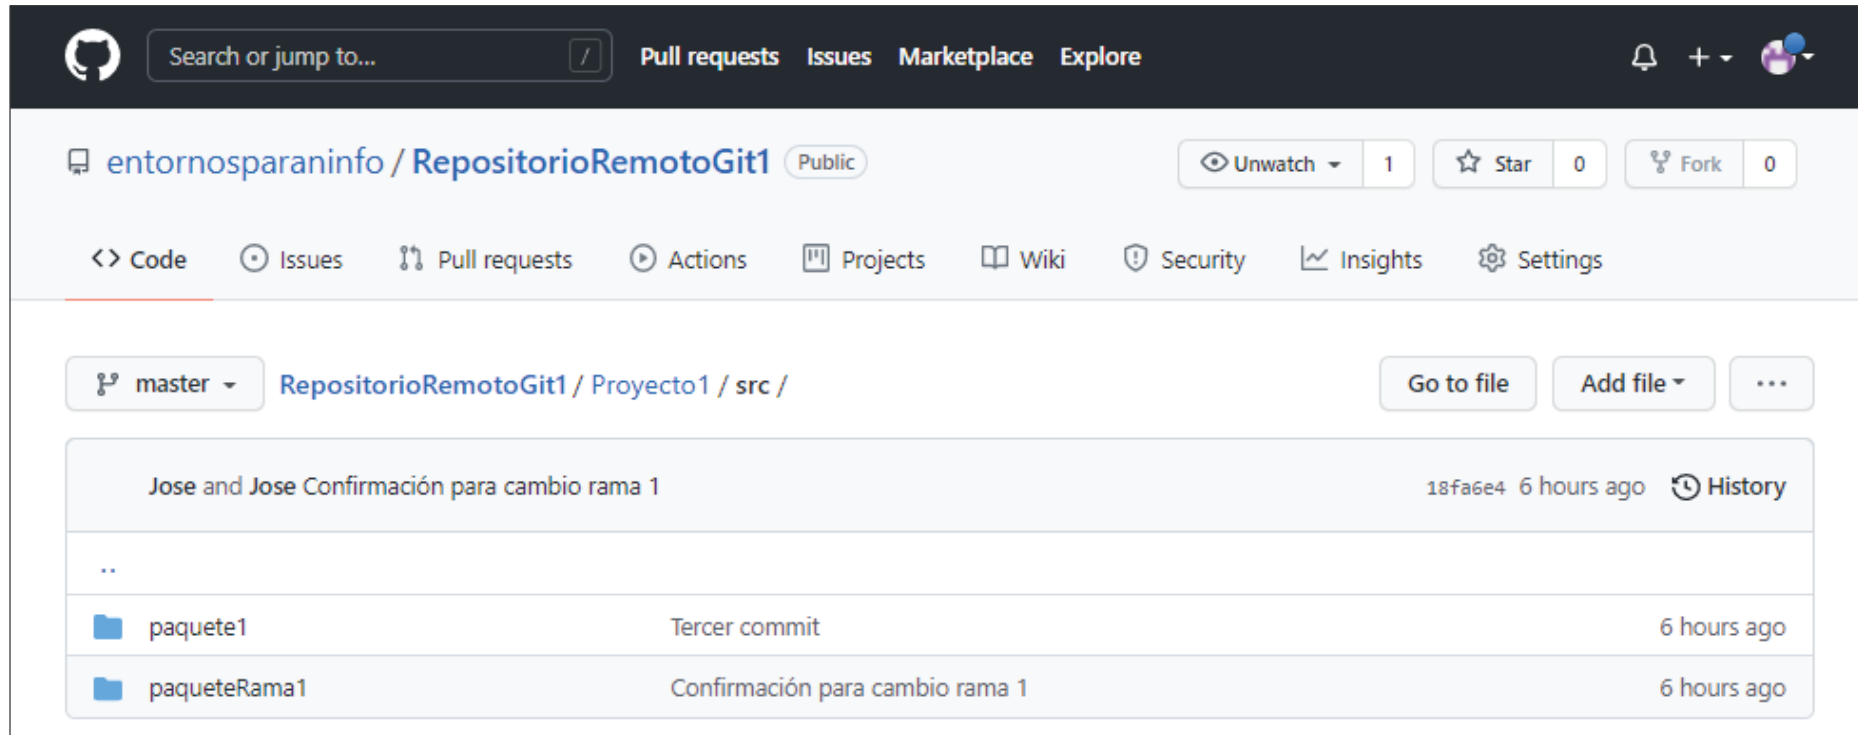 Search or jump to... / Pull requests Issues Marketplace Explore
entornosparaninfo / RepositorioRemotoGit1 Public Unwatch 1 Star 0 Fork 0
Code Issues Pull requests Actions Projects Wiki Security Insights Settings
master RepositorioRemotoGit1 / Proyecto1 / src / Go to file Add file ...
Jose and Jose Confirmación para cambio rama 1 18fa6e4 6 hours ago History
..
paquete1 Tercer commit 6 hours ago
paqueteRama1 Confirmación para cambio rama 1 6 hours ago